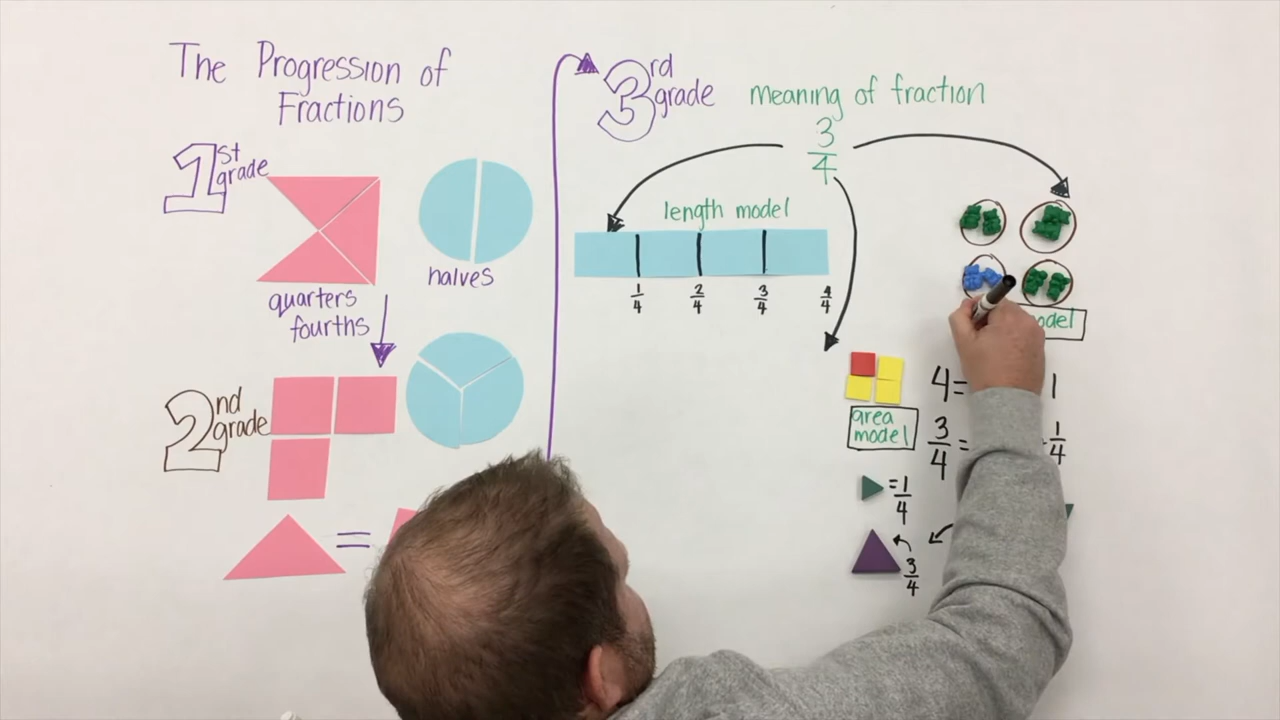 The Progression of
Fractions
1st
grade
halves
quarters
fourths
2nd
grade
=
3rd
grade
meaning of fraction
3/4
length model
1/4 2/4 3/4 4/4
area
model
4= 1
3/4 = 1/4
=1/4
3/4